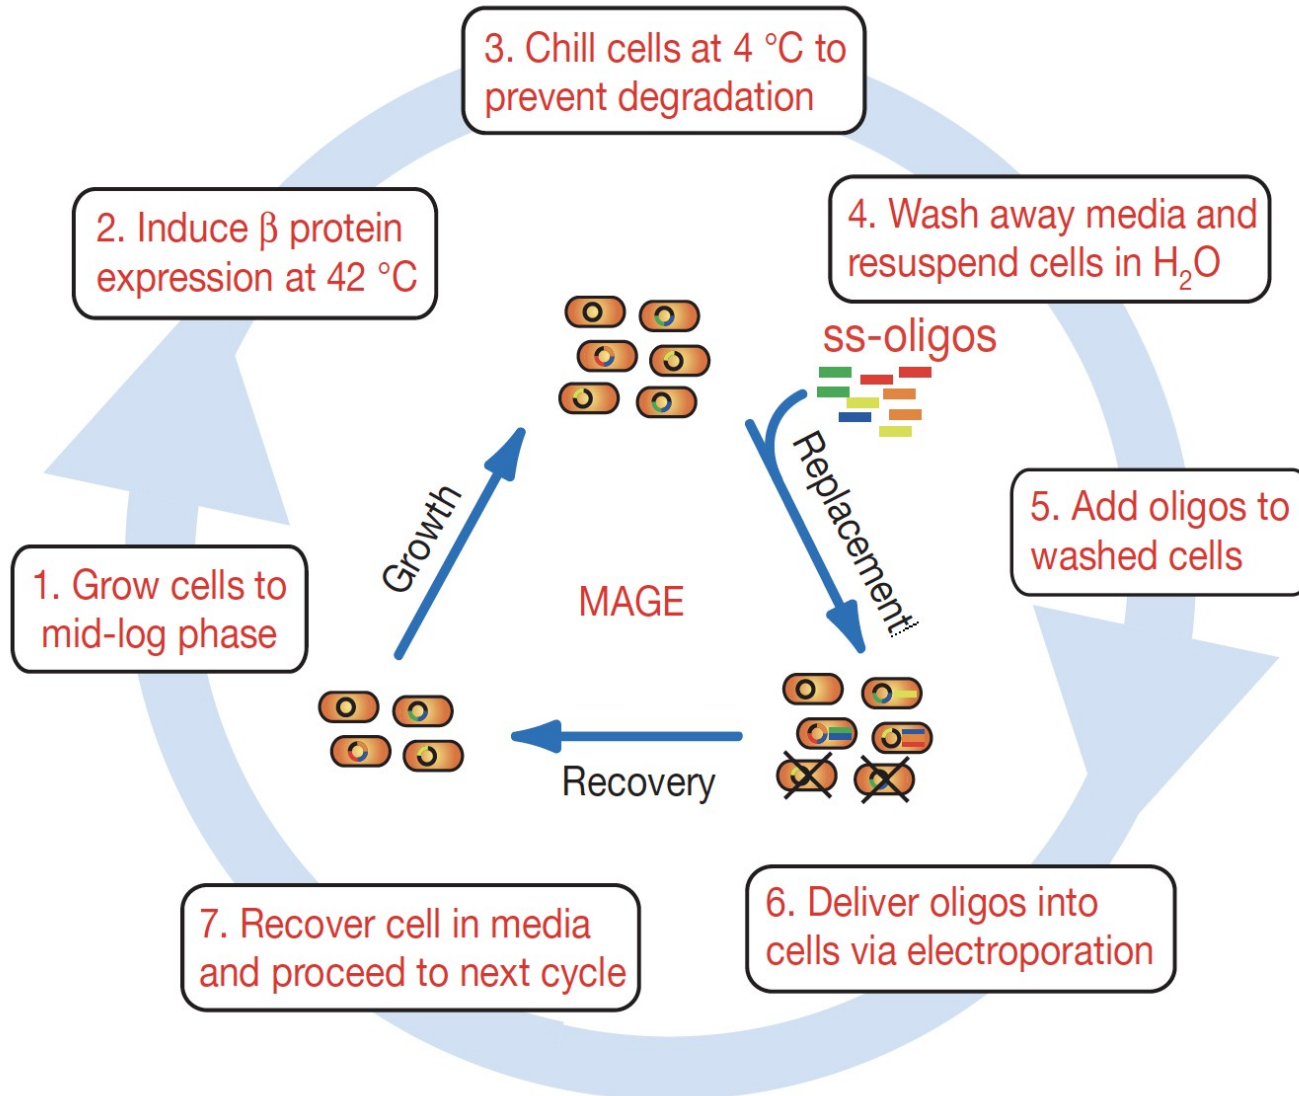 3. Chill cells at 4 °C to
prevent degradation
2. Induce β protein
expression at 42 °C
4. Wash away media and
resuspend cells in H₂O
ss-oligos
Replacement
Growth
MAGE
5. Add oligos to
washed cells
1. Grow cells to
mid-log phase
Recovery
6. Deliver oligos into
cells via electroporation
7. Recover cell in media
and proceed to next cycle